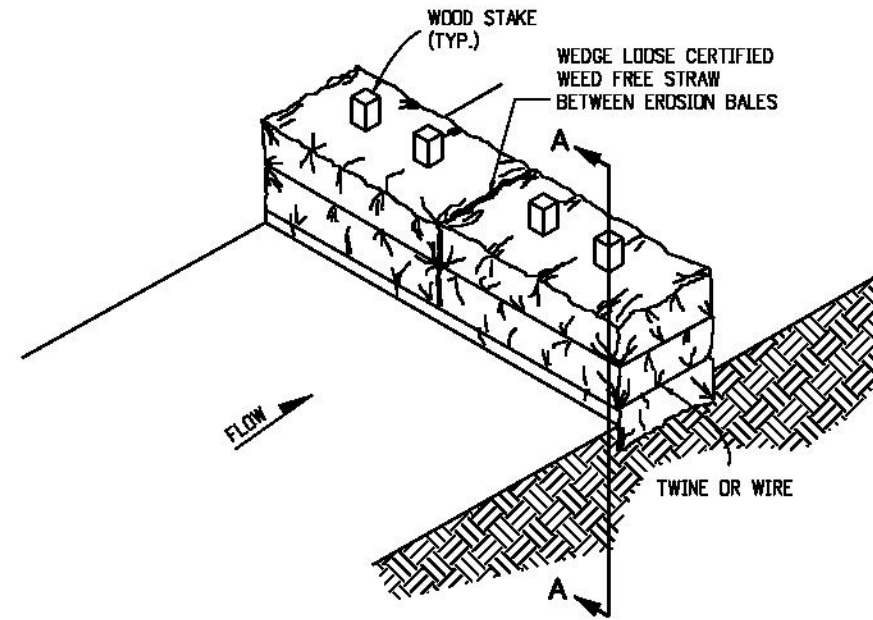 WOOD STAKE
(TYP.)
WEDGE LOOSE CERTIFIED
WEED FREE STRAW
BETWEEN EROSION BALES
A
FLOW
TWINE OR WIRE
A